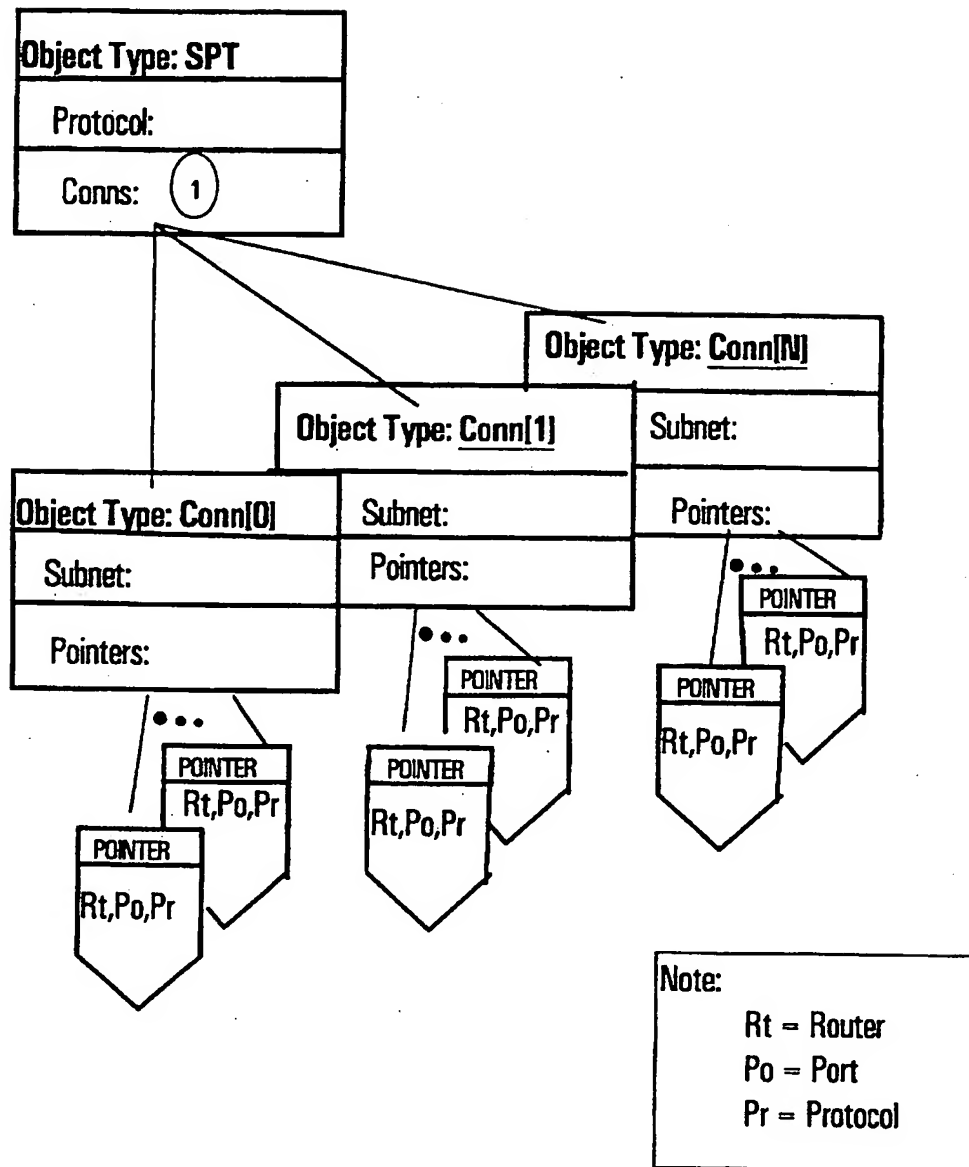 Object Type: SPT
Protocol:
Conns: 1
Object Type: Conn[N]
Subnet:
Pointers:
Object Type: Conn[1]
Subnet:
Pointers:
Object Type: Conn[0]
Subnet:
Pointers:
POINTER
Rt,Po,Pr
POINTER
Rt,Po,Pr
POINTER
Rt,Po,Pr
POINTER
Rt,Po,Pr
POINTER
Rt,Po,Pr
POINTER
Rt,Po,Pr
Note:
Rt = Router
Po = Port
Pr = Protocol